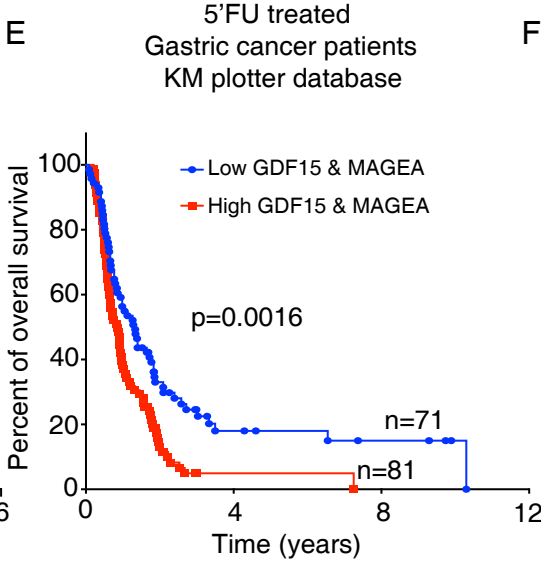 E
5'FU treated
F
Gastric cancer patients
KM plotter database
100
Low GDF15 & MAGEA
High GDF15 & MAGEA
80
60
p=0.0016
40
20
n=71
n=81
0
6
0
4
8
12
Time (years)
Percent of overall survival